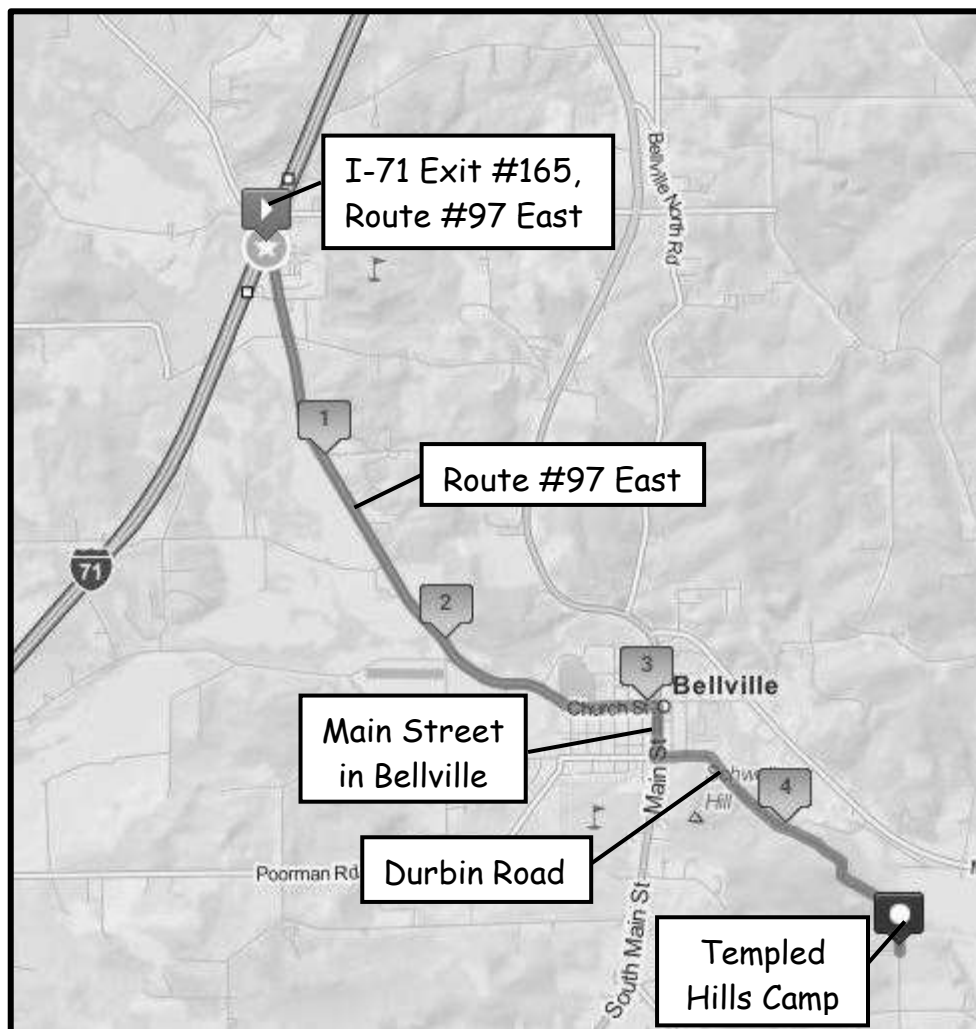 I-71 Exit #165,
Route #97 East
Bellville North Rd
1
Route #97 East
71
2
3
Bellville
Church St
Main Street
in Bellville
Main St
4
Hill
Durbin Road
Poorman Rd
South Main St
Templed
Hills Camp